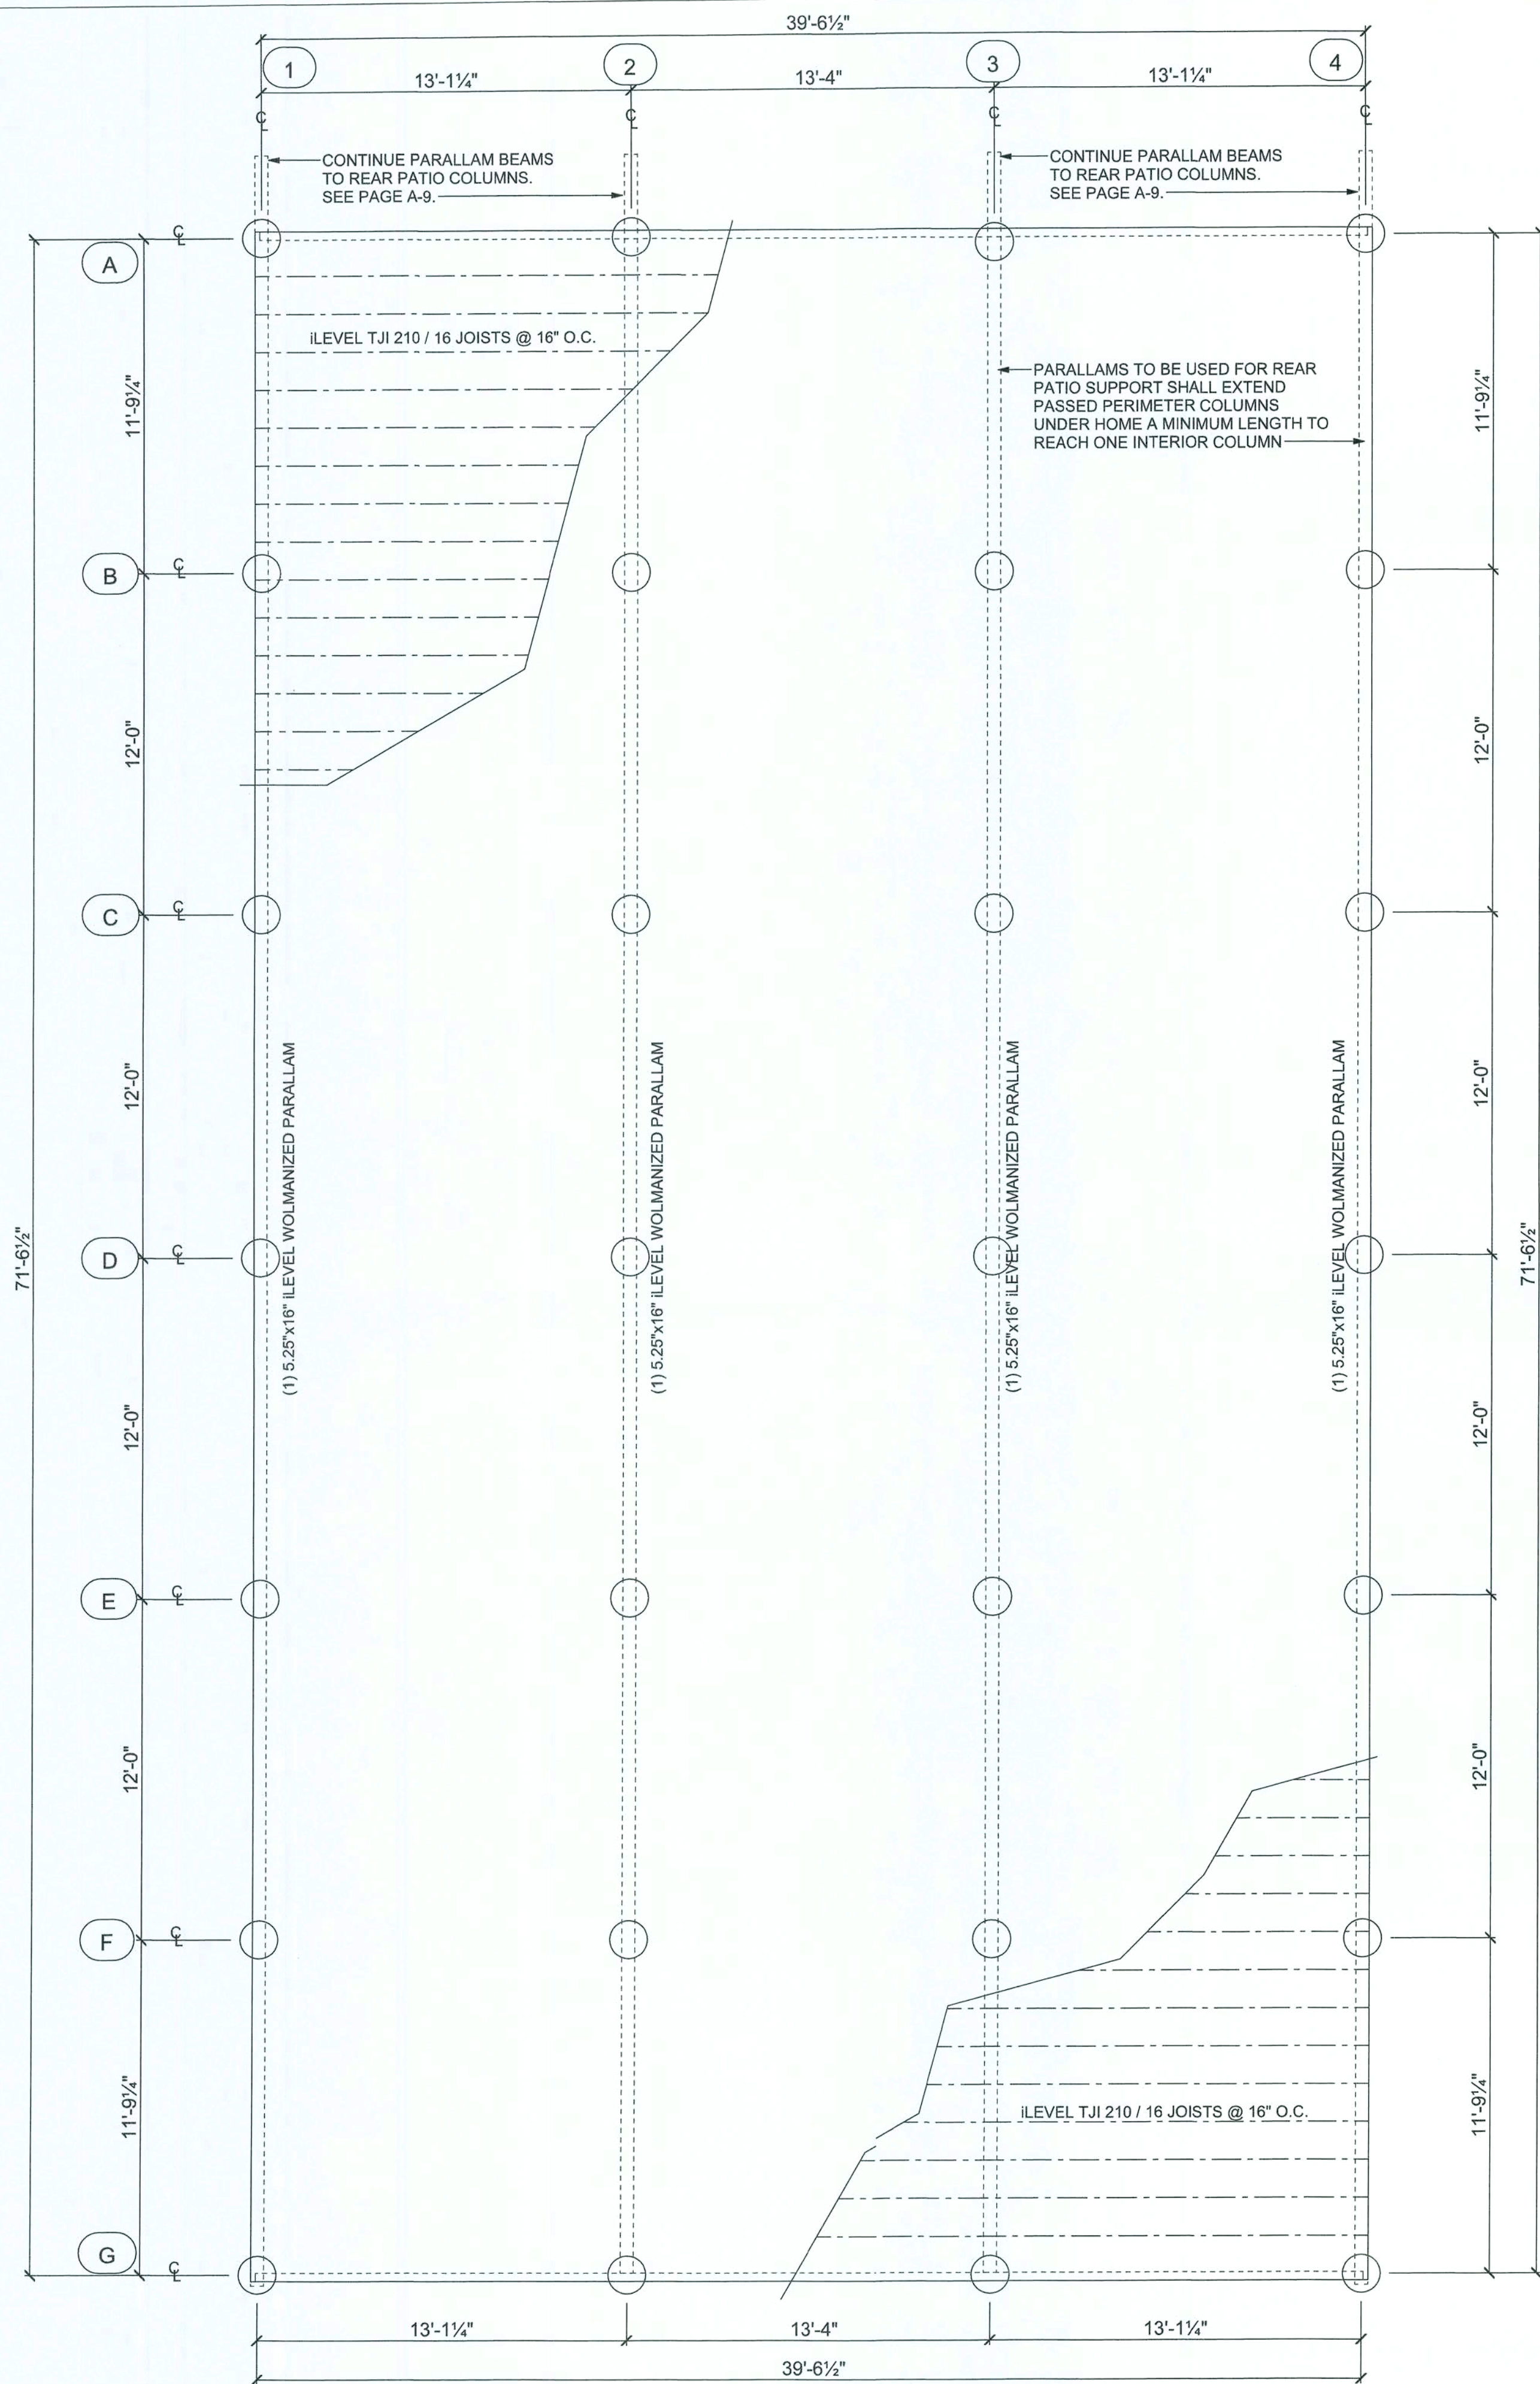 39'-6½"
1
2
3
4
13'-1¼"
13'-4"
13'-1¼"
℄
℄
℄
℄
CONTINUE PARALLAM BEAMS
TO REAR PATIO COLUMNS.
SEE PAGE A-9.
CONTINUE PARALLAM BEAMS
TO REAR PATIO COLUMNS.
SEE PAGE A-9.
A
℄
iLEVEL TJI 210 / 16 JOISTS @ 16" O.C.
PARALLAMS TO BE USED FOR REAR
PATIO SUPPORT SHALL EXTEND
PASSED PERIMETER COLUMNS
UNDER HOME A MINIMUM LENGTH TO
REACH ONE INTERIOR COLUMN
11'-9¼"
11'-9¼"
B
℄
12'-0"
12'-0"
C
℄
12'-0"
12'-0"
(1) 5.25"x16" iLEVEL WOLMANIZED PARALLAM
(1) 5.25"x16" iLEVEL WOLMANIZED PARALLAM
(1) 5.25"x16" iLEVEL WOLMANIZED PARALLAM
(1) 5.25"x16" iLEVEL WOLMANIZED PARALLAM
D
℄
71'-6½"
71'-6½"
12'-0"
12'-0"
E
℄
12'-0"
12'-0"
F
℄
11'-9¼"
11'-9¼"
iLEVEL TJI 210 / 16 JOISTS @ 16" O.C.
G
℄
13'-1¼"
13'-4"
13'-1¼"
39'-6½"